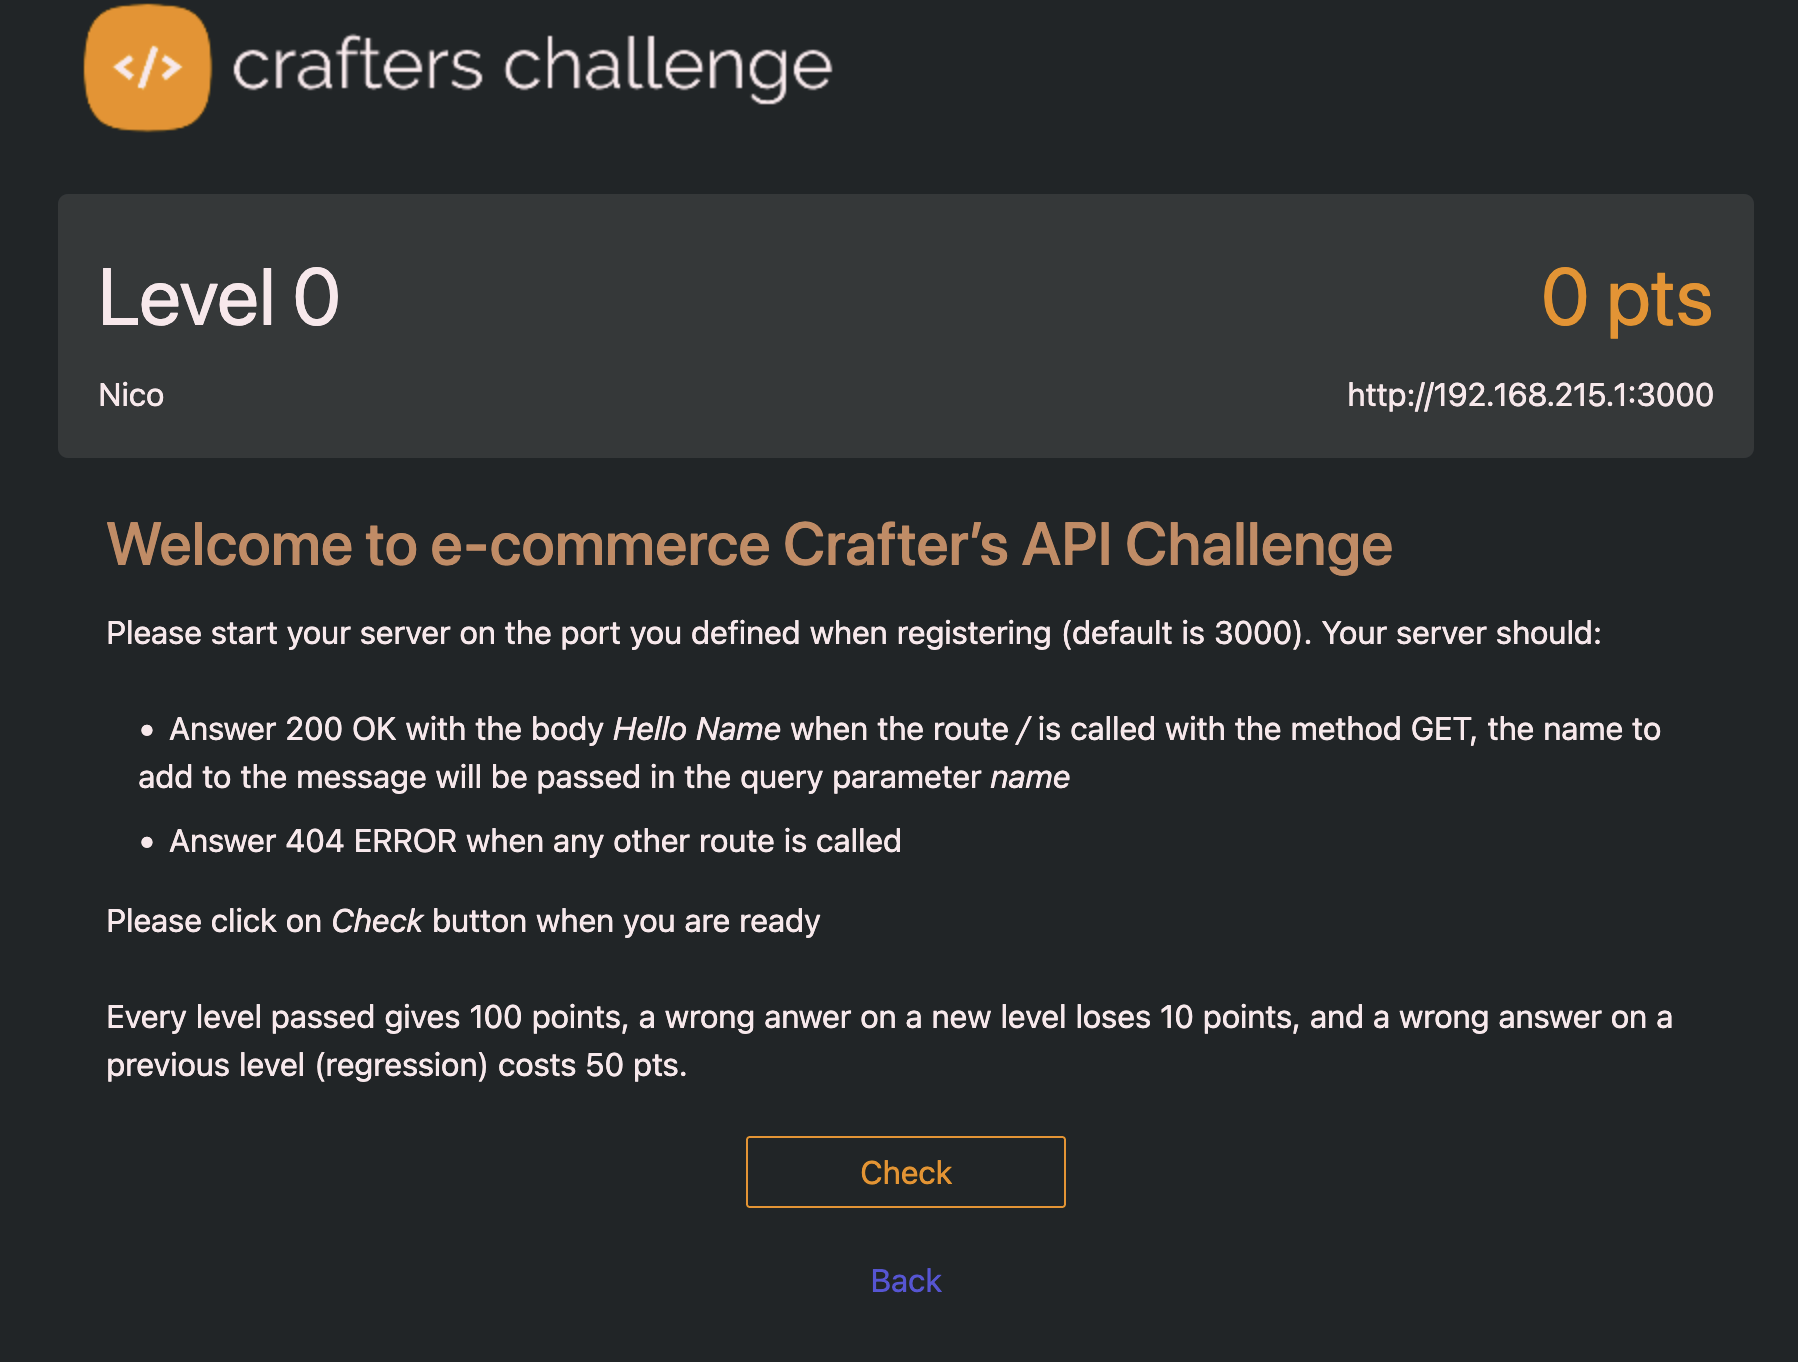 </> crafters challenge
Level 0
0 pts
Nico
http://192.168.215.1:3000
Welcome to e-commerce Crafter’s API Challenge
Please start your server on the port you defined when registering (default is 3000). Your server should:
• Answer 200 OK with the body Hello Name when the route / is called with the method GET, the name to
add to the message will be passed in the query parameter name
• Answer 404 ERROR when any other route is called
Please click on Check button when you are ready
Every level passed gives 100 points, a wrong anwer on a new level loses 10 points, and a wrong answer on a
previous level (regression) costs 50 pts.
Check
Back